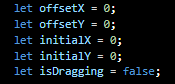 let offsetX = 0;
let offsetY = 0;
let initialX = 0;
let initialY = 0;
let isDragging = false;